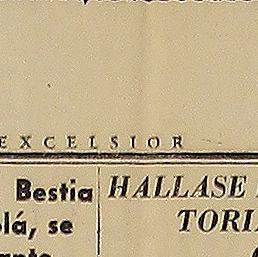 EXCELSIOR
Bestia
lá, se
HALLASE
TORI